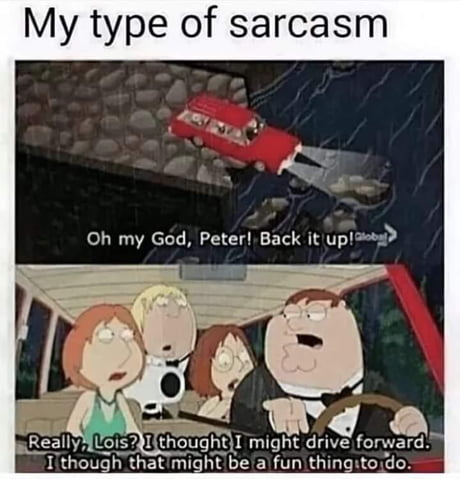 My type of sarcasm
Oh my God, Peter! Back it up!
Global
Really, Lois? I thought I might drive forward.
I though that might be a fun thing to do.